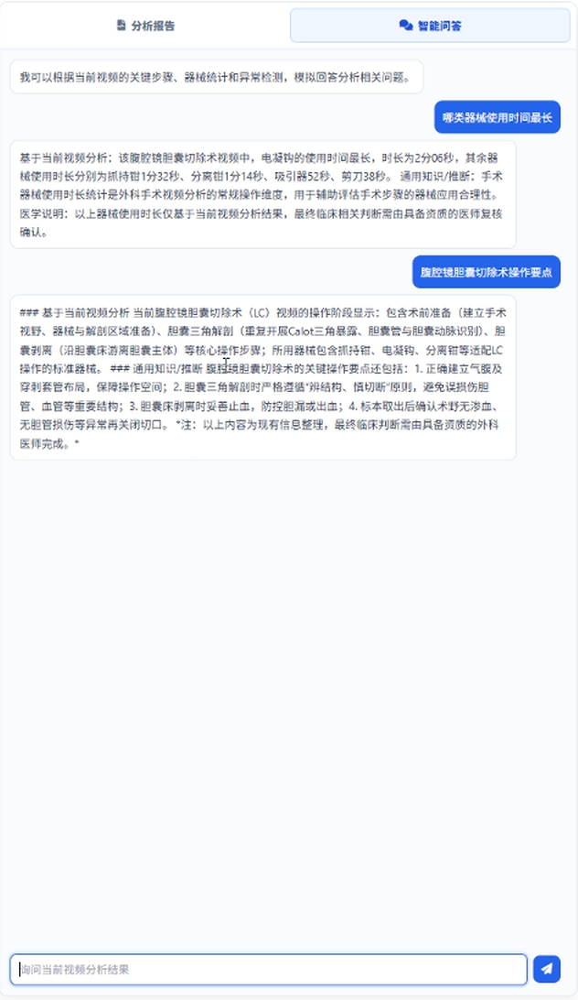 分析报告
智能问答
我可以根据当前视频的关键步骤、器械统计和异常检测，模拟回答分析相关问题。
哪类器械使用时间最长
基于当前视频分析：该腹腔镜胆囊切除术视频中，电凝钩的使用时间最长，时长为2分06秒，其余器
械使用时长分别为抓持钳1分32秒、分离钳1分14秒、吸引器52秒、剪刀38秒。 通用知识/推断：手术
器械使用时长统计是外科手术视频分析的常规操作维度，用于辅助评估手术步骤的器械应用合理性。
医学说明：以上器械使用时长仅基于当前视频分析结果，最终临床相关判断需由具备资质的医师复核
确认。
腹腔镜胆囊切除术操作要点
### 基于当前视频分析 当前腹腔镜胆囊切除术（LC）视频的操作阶段显示：包含术前准备（建立手术
视野、器械与解剖区域准备）、胆囊三角解剖（重复开展Calot三角暴露、胆囊管与胆囊动脉识别）、胆
囊剥离（沿胆囊床游离胆囊主体）等核心操作步骤；所用器械包含抓持钳、电凝钩、分离钳等适配LC
操作的标准器械。 ### 通用知识/推断 腹腔镜胆囊切除术的关键操作要点还包括：1. 正确建立气腹及
穿刺套管布局，保障操作空间；2. 胆囊三角解剖时严格遵循“辨结构、慎切断”原则，避免误损伤胆
管、血管等重要结构；3. 胆囊床剥离时妥善止血，防控胆漏或出血；4. 标本取出后确认术野无渗血、
无胆管损伤等异常再关闭切口。 *注：以上内容为现有信息整理，最终临床判断需由具备资质的外科
医师完成。*
询问当前视频分析结果